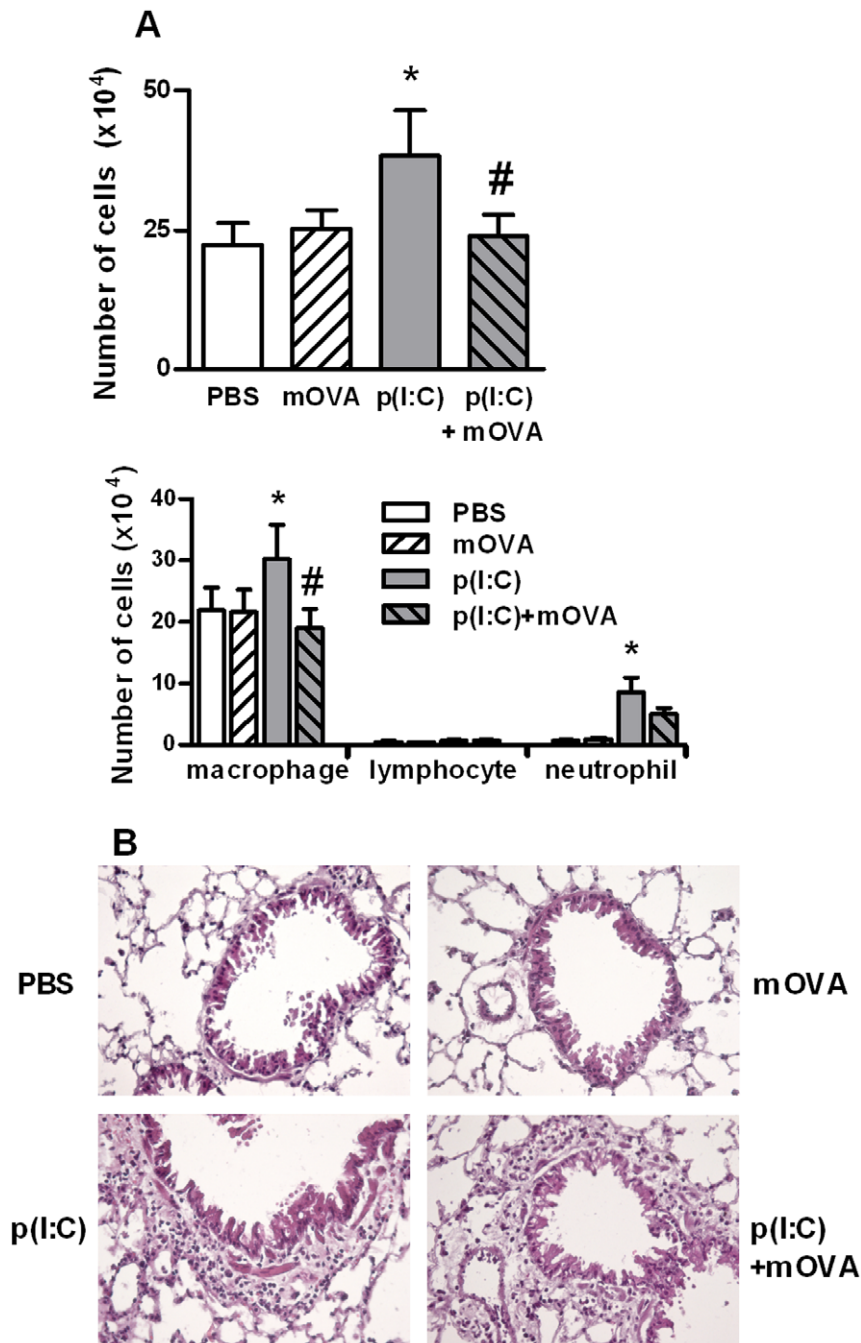 A
Number of cells (x10⁴)
50
25
0
*
#
PBS mOVA p(I:C) p(I:C)
+ mOVA
Number of cells (x10⁴)
40
30
20
10
0
*
#
*
PBS
mOVA
p(I:C)
p(I:C)+mOVA
macrophage lymphocyte neutrophil
B
PBS
mOVA
p(I:C)
p(I:C)
+mOVA